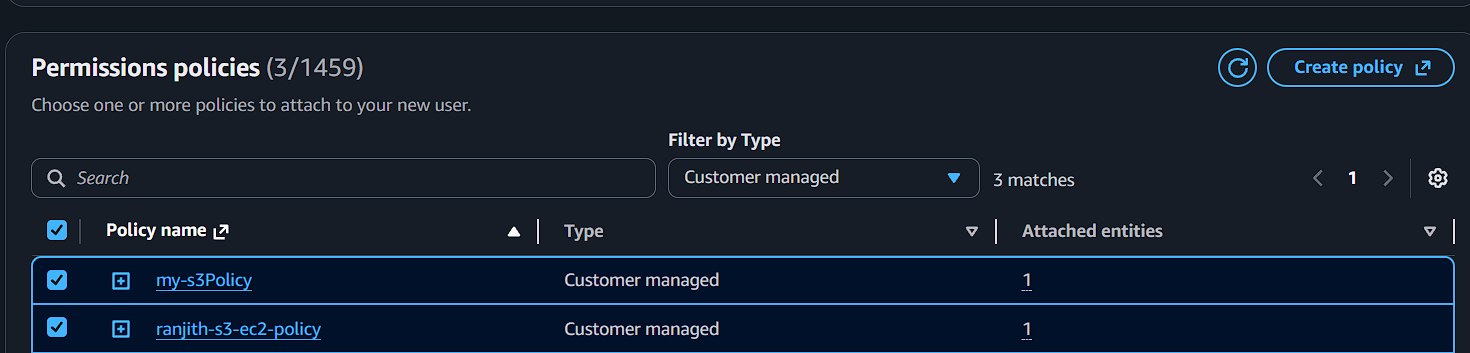 Permissions policies (3/1459)
Create policy
Choose one or more policies to attach to your new user.
Filter by Type
Search
Customer managed
3 matches
1
Policy name
Type
Attached entities
my-s3Policy
Customer managed
1
ranjith-s3-ec2-policy
Customer managed
1